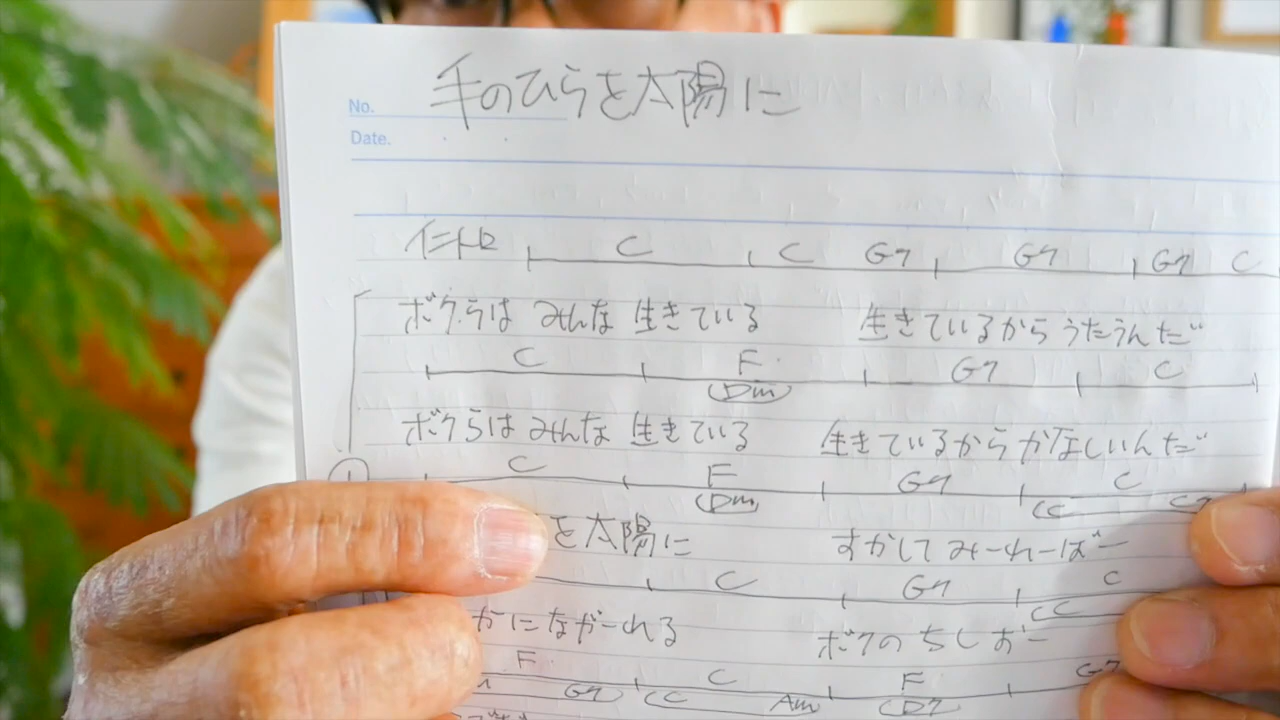 手のひらを太陽に
No.
Date.
イントロ C C G7 G7 G7 C
ボクらは みんな 生きている 生きているから うたうんだ
C F G7 C
(Dm)
ボクらは みんな 生きている 生きているから かなしいんだ
C F G7 C
(Dm) (C C7
を太陽に すかして みーれーばー
C G7 C
(C
かにながーれる ボクの ちしおー
F C F G7
G7) (C Am) (D7)